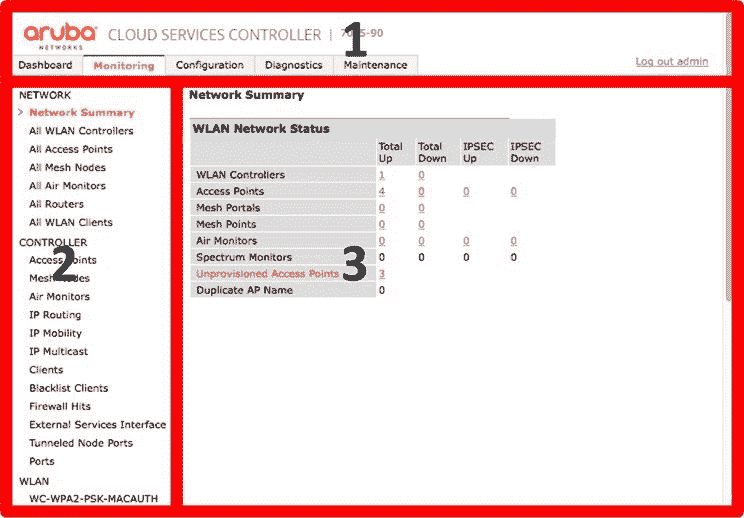 aruba NETWORKS CLOUD SERVICES CONTROLLER |
1
Dashboard Monitoring Configuration Diagnostics Maintenance Log out admin
NETWORK
> Network Summary
All WLAN Controllers
All Access Points
All Mesh Nodes
All Air Monitors
All Routers
All WLAN Clients
CONTROLLER
Access Points
2
Mesh Nodes
Air Monitors
IP Routing
IP Mobility
IP Multicast
Clients
Blacklist Clients
Firewall Hits
External Services Interface
Tunneled Node Ports
Ports
WLAN
WC-WPA2-PSK-MACAUTH
Network Summary
WLAN Network Status
Total Up Total Down IPSEC Up IPSEC Down
WLAN Controllers 1 0
Access Points 4 0 0 0
Mesh Portals 0 0
Mesh Points 0 0
Air Monitors 0 0 0 0
Spectrum Monitors 0 0 0 0
3
Unprovisioned Access Points 3
Duplicate AP Name 0